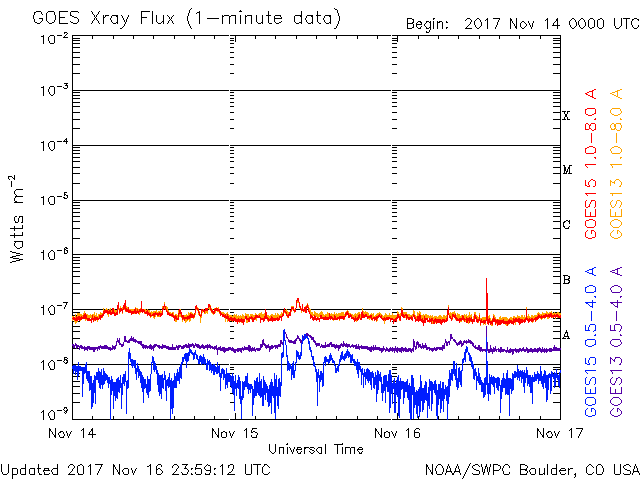 GOES Xray Flux (1-minute data)
Begin: 2017 Nov 14 0000 UTC
10-2
10-3
10-4
10-5
10-6
10-7
10-8
10-9
Watts m-2
X
M
C
B
A
GOES15 1.0-8.0 A
GOES13 1.0-8.0 A
GOES15 0.5-4.0 A
GOES13 0.5-4.0 A
Nov 14
Nov 15
Nov 16
Nov 17
Universal Time
Updated 2017 Nov 16 23:59:12 UTC
NOAA/SWPC Boulder, CO USA